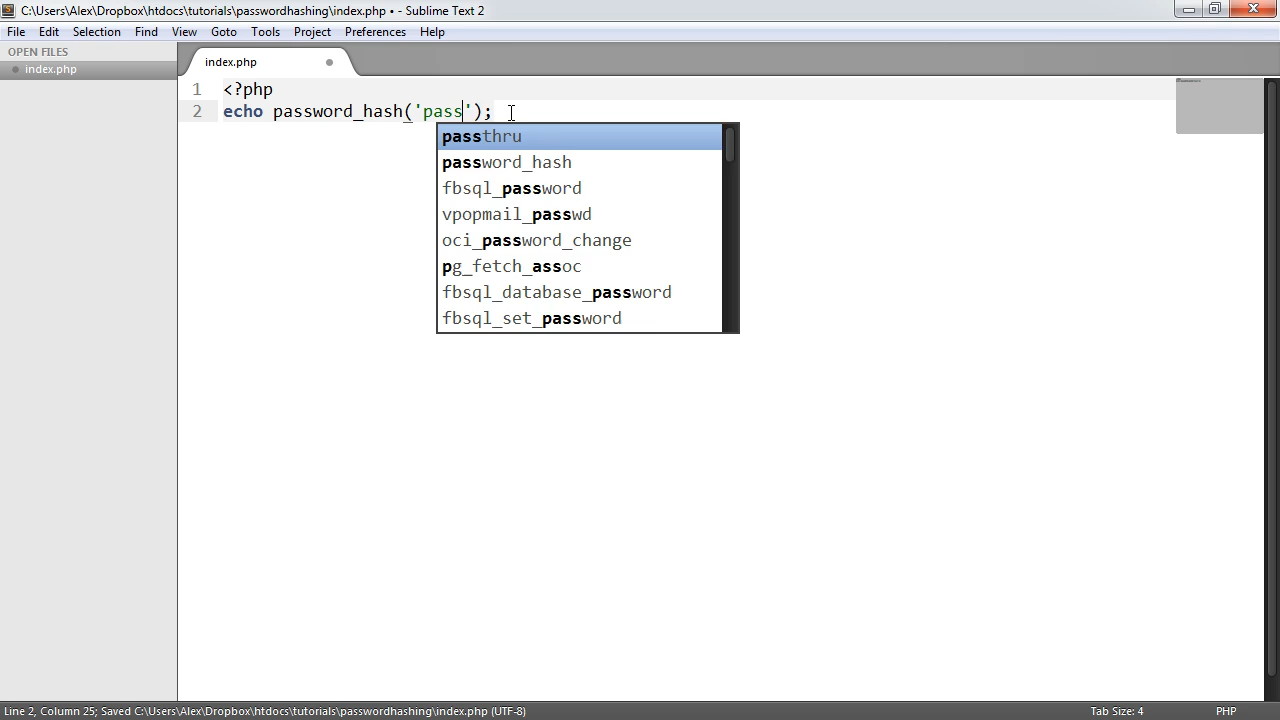 C:\Users\Alex\Dropbox\htdocs\tutorials\passwordhashing\index.php • - Sublime Text 2
File Edit Selection Find View Goto Tools Project Preferences Help
OPEN FILES
index.php
index.php
1 <?php
2 echo password_hash('pass');
passthru
password_hash
fbsql_password
vpopmail_passwd
oci_password_change
pg_fetch_assoc
fbsql_database_password
fbsql_set_password
Line 2, Column 25; Saved C:\Users\Alex\Dropbox\htdocs\tutorials\passwordhashing\index.php (UTF-8) Tab Size: 4 PHP